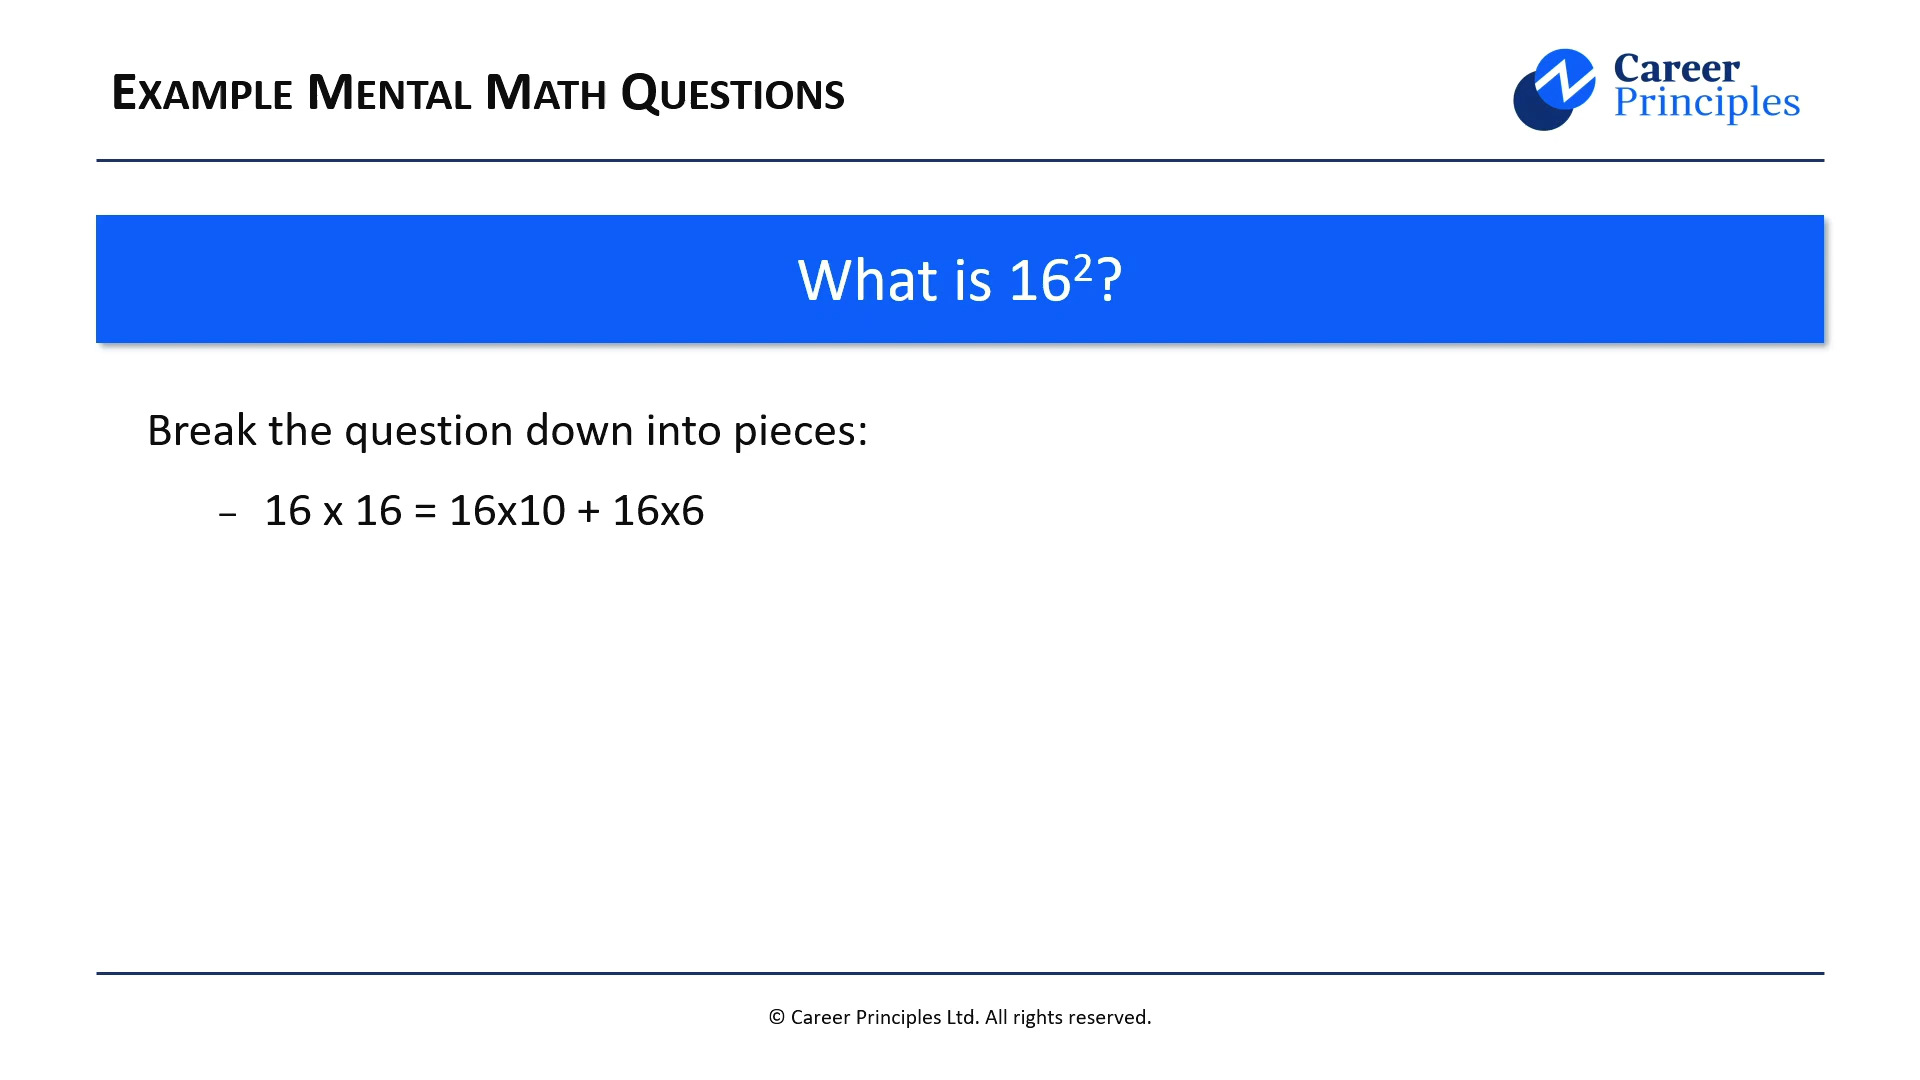 EXAMPLE MENTAL MATH QUESTIONS
Career
Principles
What is 16²?
Break the question down into pieces:
– 16 x 16 = 16x10 + 16x6
© Career Principles Ltd. All rights reserved.